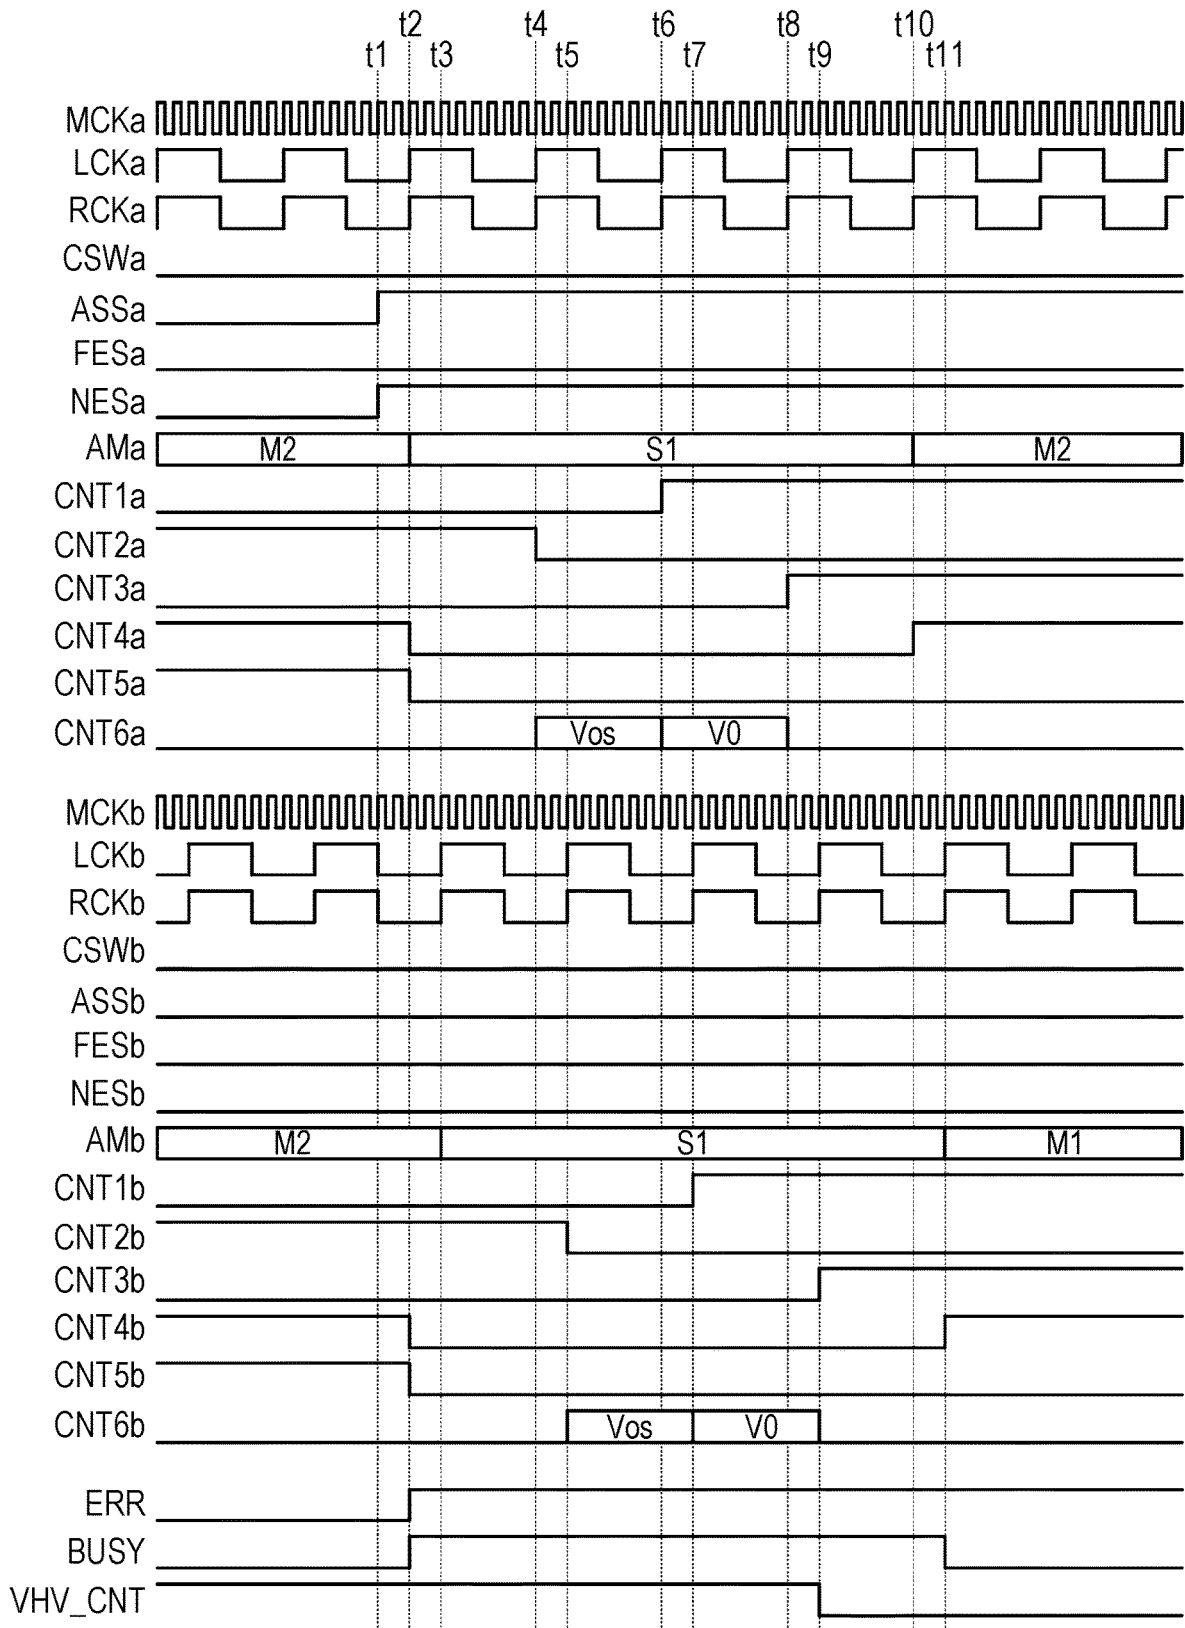 t2 t4 t6 t8 t10
t1 t3 t5 t7 t9 t11
MCKa
LCKa
RCKa
CSWa
ASSa
FESa
NESa
AMa M2 S1 M2
CNT1a
CNT2a
CNT3a
CNT4a
CNT5a
CNT6a Vos V0
MCKb
LCKb
RCKb
CSWb
ASSb
FESb
NESb
AMb M2 S1 M1
CNT1b
CNT2b
CNT3b
CNT4b
CNT5b
CNT6b Vos V0
ERR
BUSY
VHV_CNT